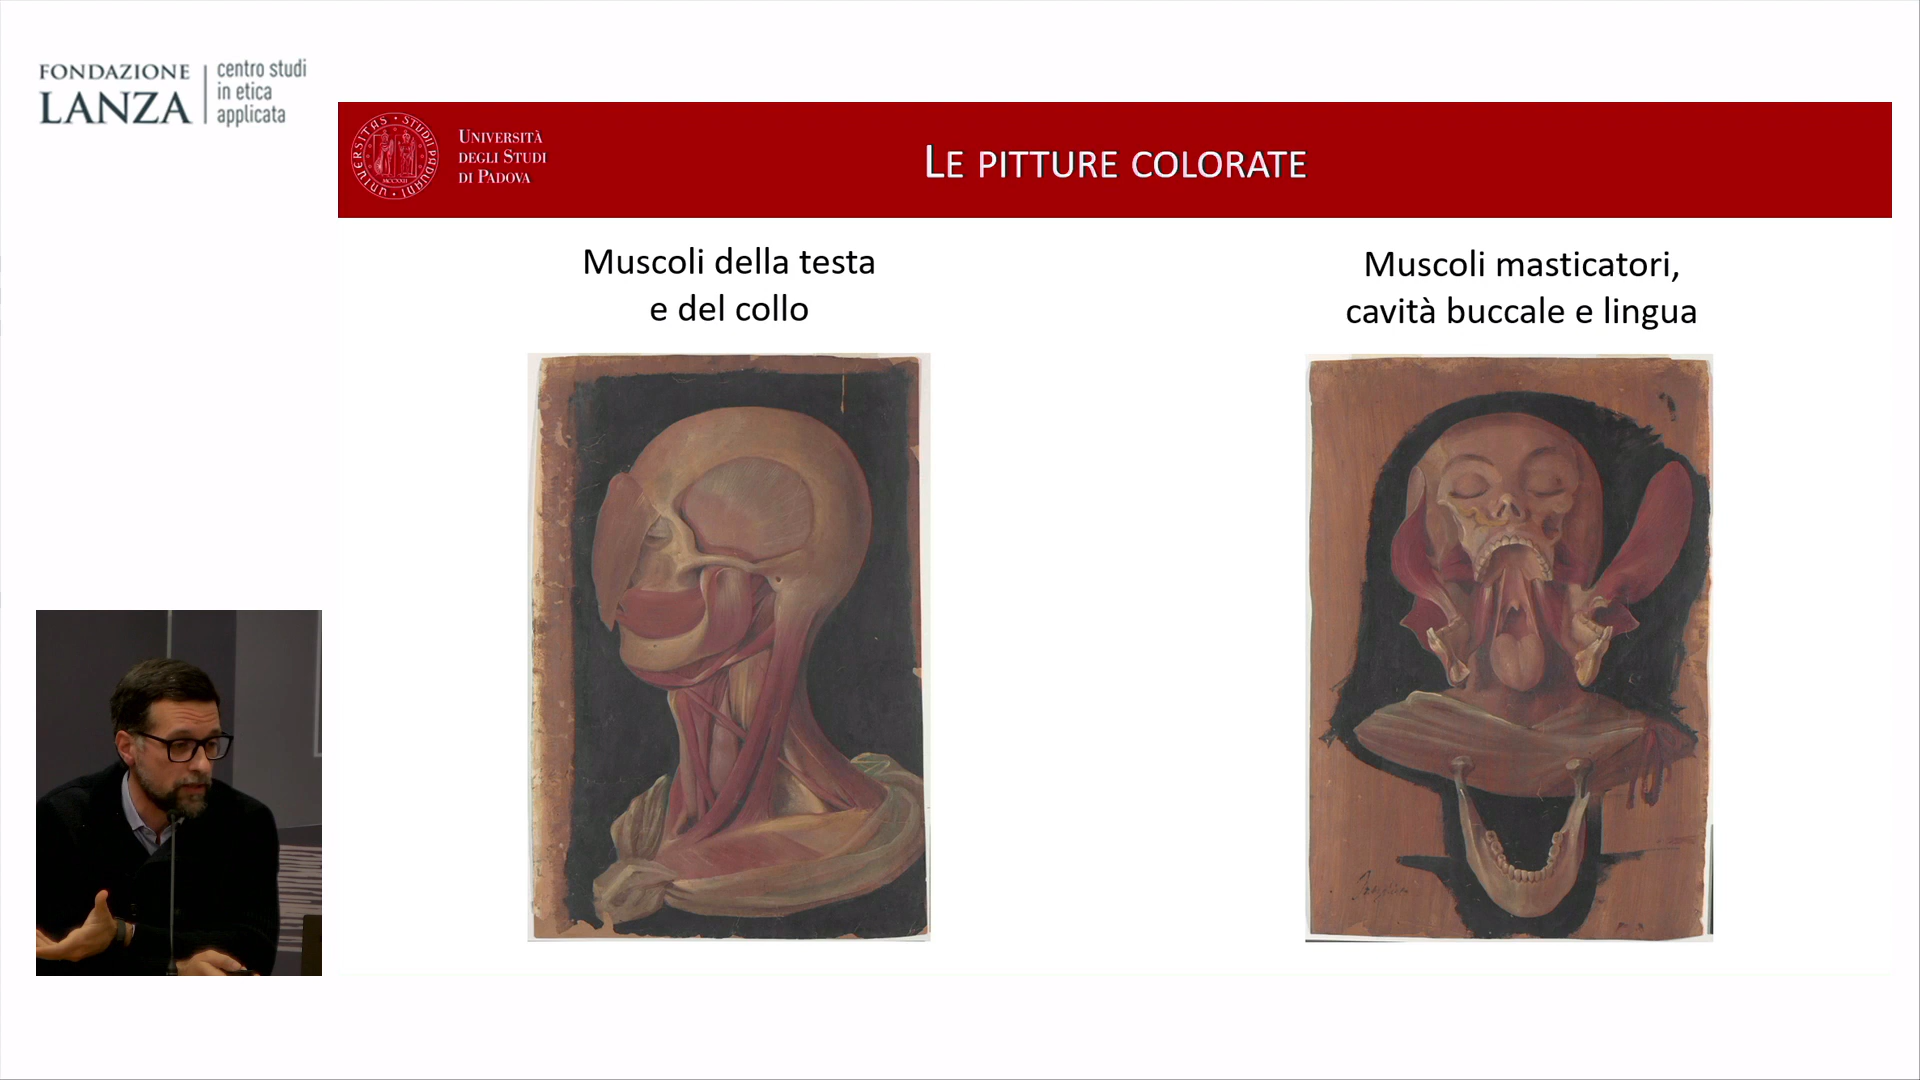 FONDAZIONE
LANZA
centro studi
in etica
applicata
UNIVERSITÀ
DEGLI STUDI
DI PADOVA
LE PITTURE COLORATE
Muscoli della testa
e del collo
Muscoli masticatori,
cavità buccale e lingua